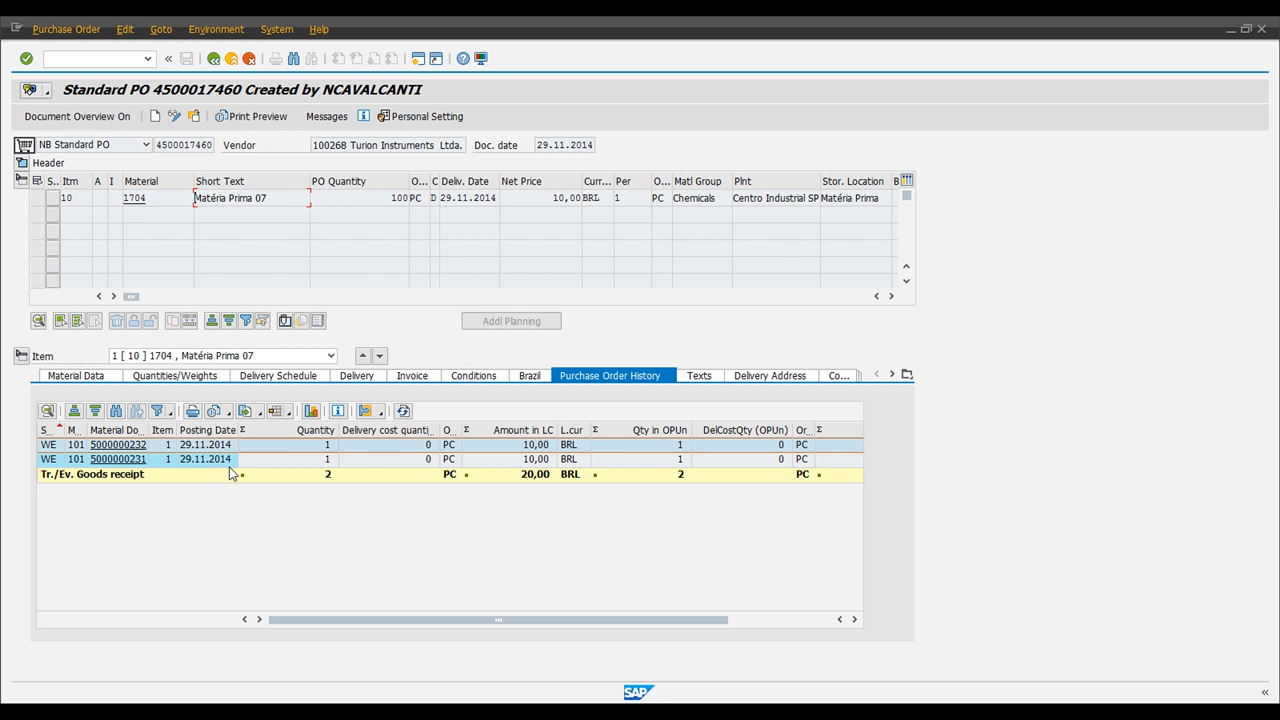 Purchase Order Edit Goto Environment System Help
Standard PO 4500017460 Created by NCAVALCANTI
Document Overview On Print Preview Messages Personal Setting
NB Standard PO 4500017460 Vendor 100268 Turion Instruments Ltda. Doc. date 29.11.2014
Header
S.. Itm A I Material Short Text PO Quantity O... C Deliv. Date Net Price Curr... Per O... Matl Group Plnt Stor. Location B
10 1704 Matéria Prima 07 100 PC D 29.11.2014 10,00 BRL 1 PC Chemicals Centro Industrial SP Matéria Prima
Addl Planning
Item 1 [ 10 ] 1704 , Matéria Prima 07
Material Data Quantities/Weights Delivery Schedule Delivery Invoice Conditions Brazil Purchase Order History Texts Delivery Address Co...
S... M... Material Do... Item Posting Date Σ Quantity Delivery cost quanti... O... Σ Amount in LC L.cur Σ Qty in OPUn DelCostQty (OPUn) Or... Σ
WE 101 5000000232 1 29.11.2014 1 0 PC 10,00 BRL 1 0 PC
WE 101 5000000231 1 29.11.2014 1 0 PC 10,00 BRL 1 0 PC
Tr./Ev. Goods receipt 2 PC 20,00 BRL 2 PC
SAP